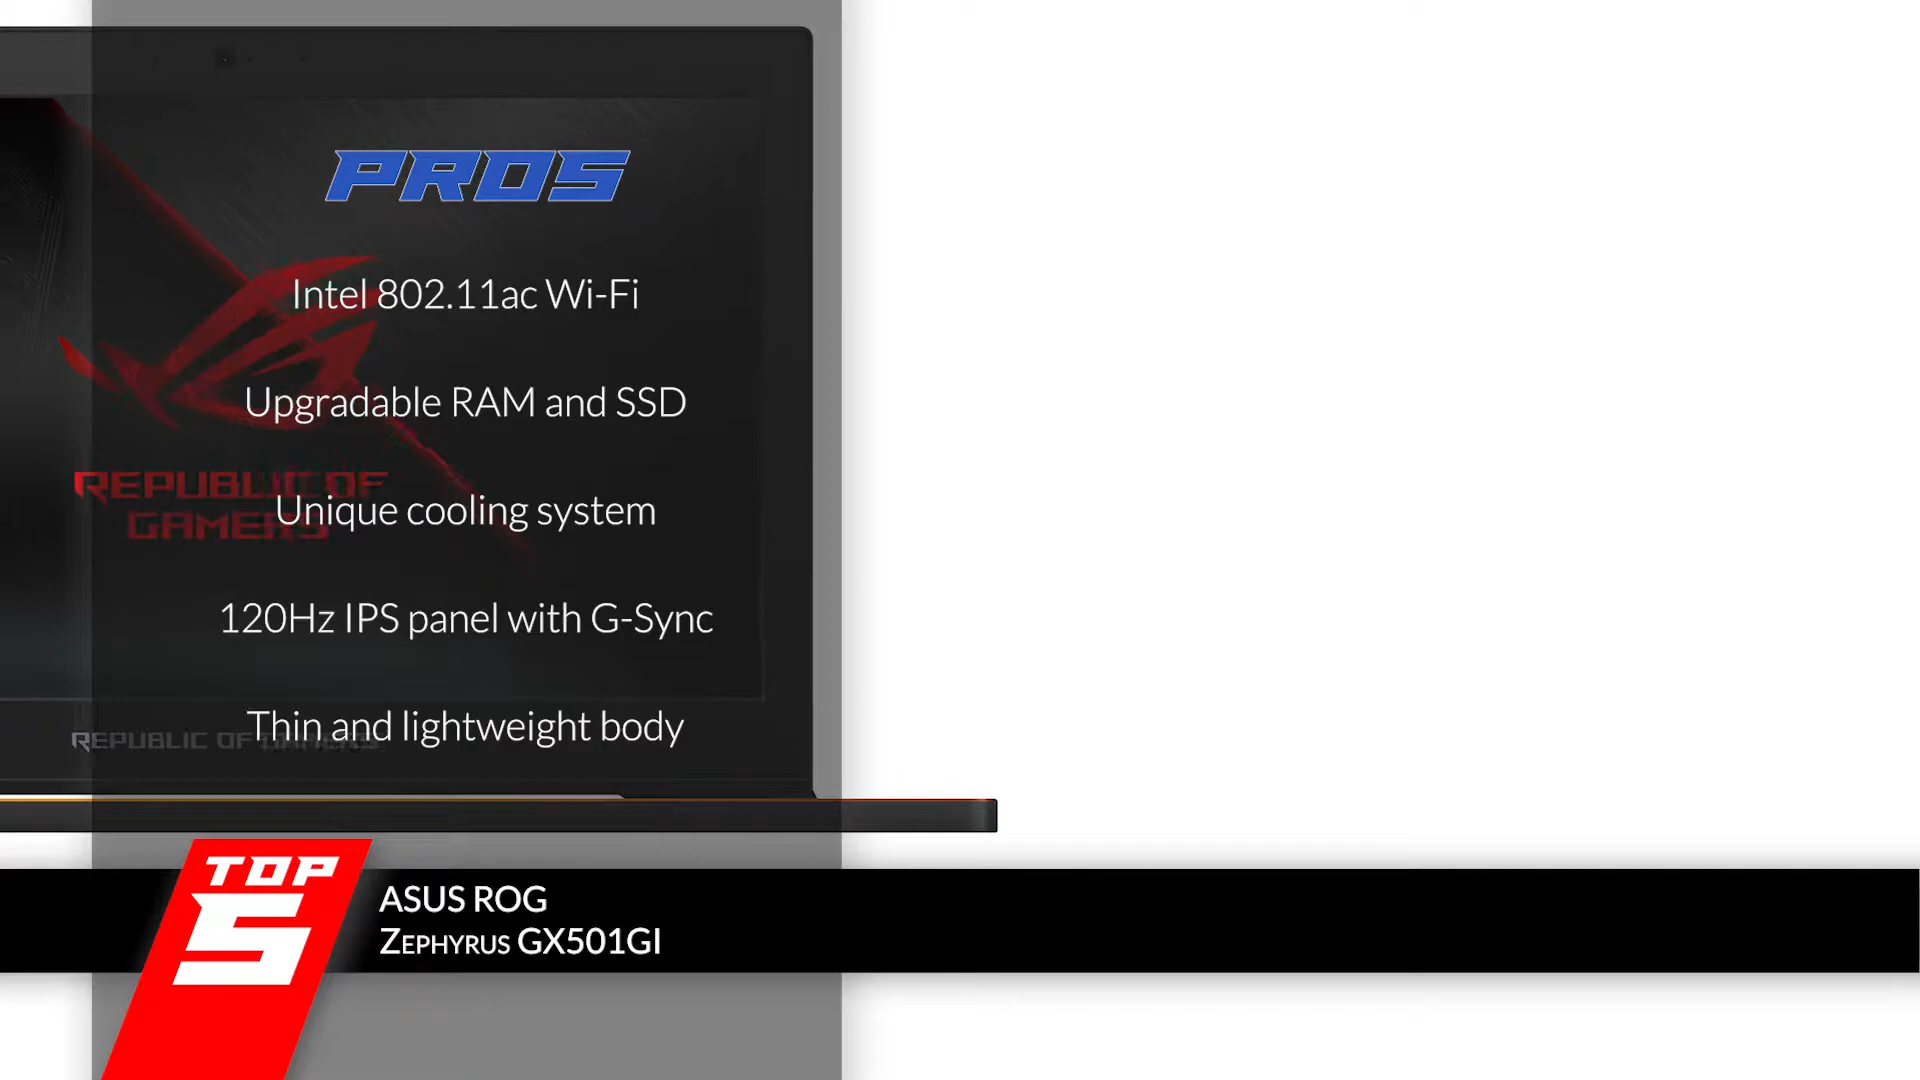 PROS
Intel 802.11ac Wi-Fi
Upgradable RAM and SSD
REPUBLIC OF
GAMERS
Unique cooling system
120Hz IPS panel with G-Sync
Thin and lightweight body
REPUBLIC OF GAMERS
TOP
5
ASUS ROG
ZEPHYRUS GX501GI